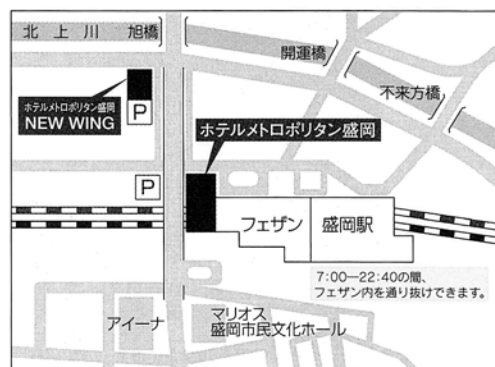 北上川 旭橋
開運橋
不来方橋
ホテルメトロポリタン盛岡
NEW WING
P
ホテルメトロポリタン盛岡
P
フェザン
盛岡駅
7:00—22:40の間、
フェザン内を通り抜けできます。
アイーナ
マリオス
盛岡市民文化ホール